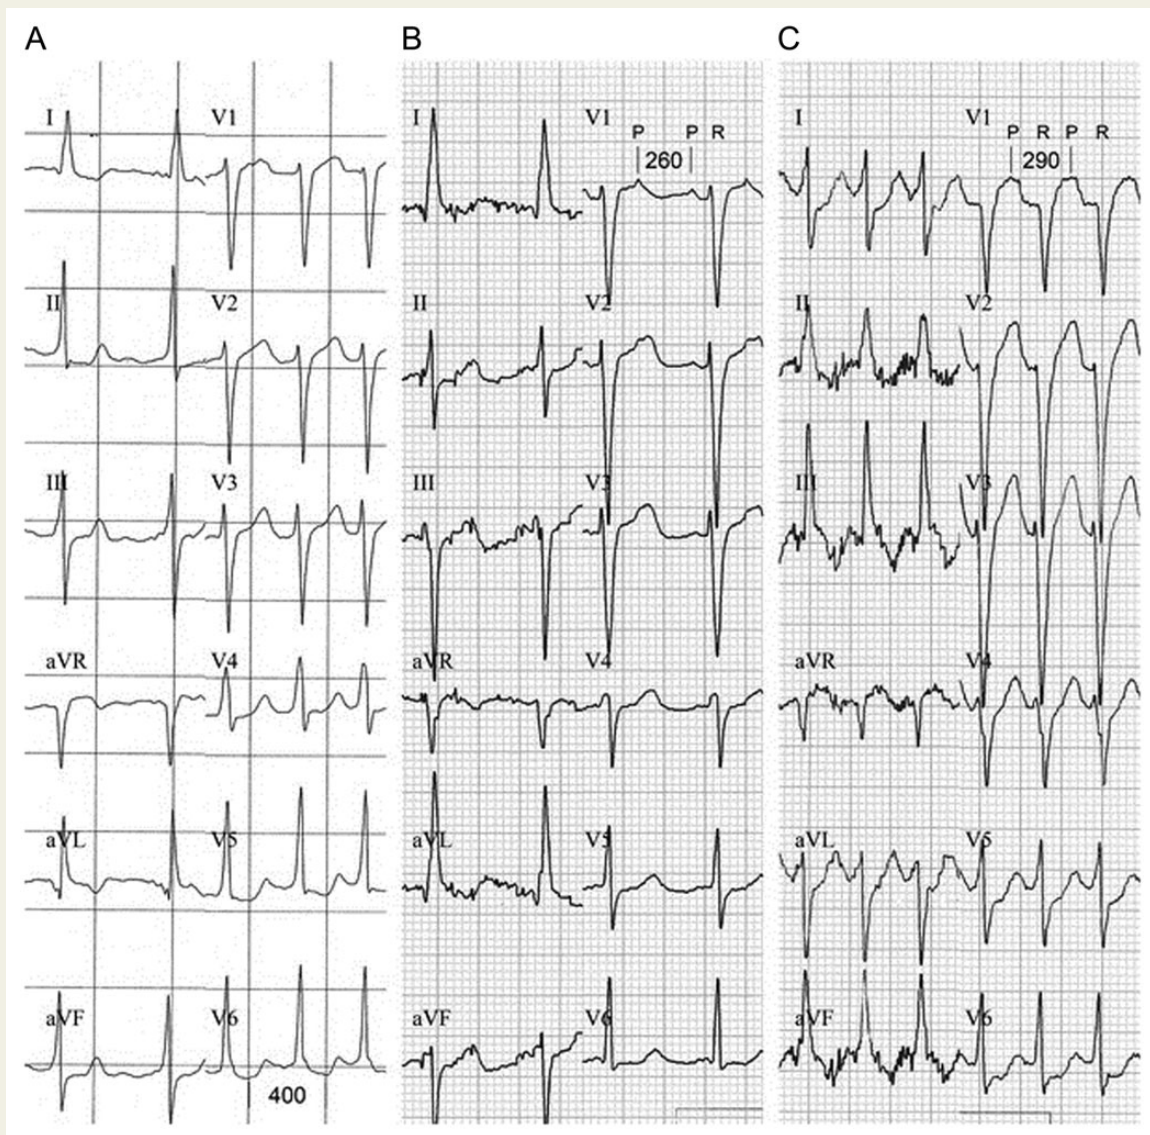 A
I V1
II V2
III V3
aVR V4
aVL V5
aVF V6
400
B
I V1
P P R
260
II V2
III V3
aVR V4
aVL V5
aVF V6
C
I V1
P R P R
290
II V2
III V3
aVR V4
aVL V5
aVF V6